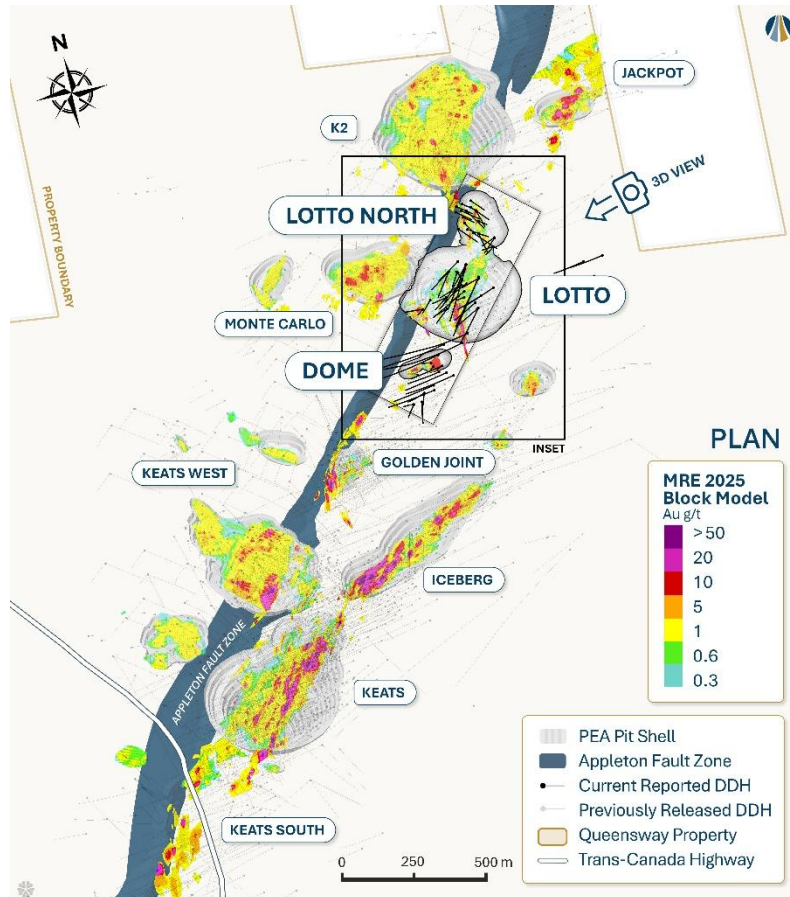 N
JACKPOT
K2
3D VIEW
LOTTO NORTH
PROPERTY BOUNDARY
LOTTO
MONTE CARLO
DOME
INSET
PLAN
KEATS WEST
GOLDEN JOINT
MRE 2025
Block Model
Au g/t
>50
20
10
5
1
0.6
0.3
ICEBERG
APPLETON FAULT ZONE
KEATS
PEA Pit Shell
Appleton Fault Zone
Current Reported DDH
Previously Released DDH
Queensway Property
Trans-Canada Highway
KEATS SOUTH
0 250 500 m